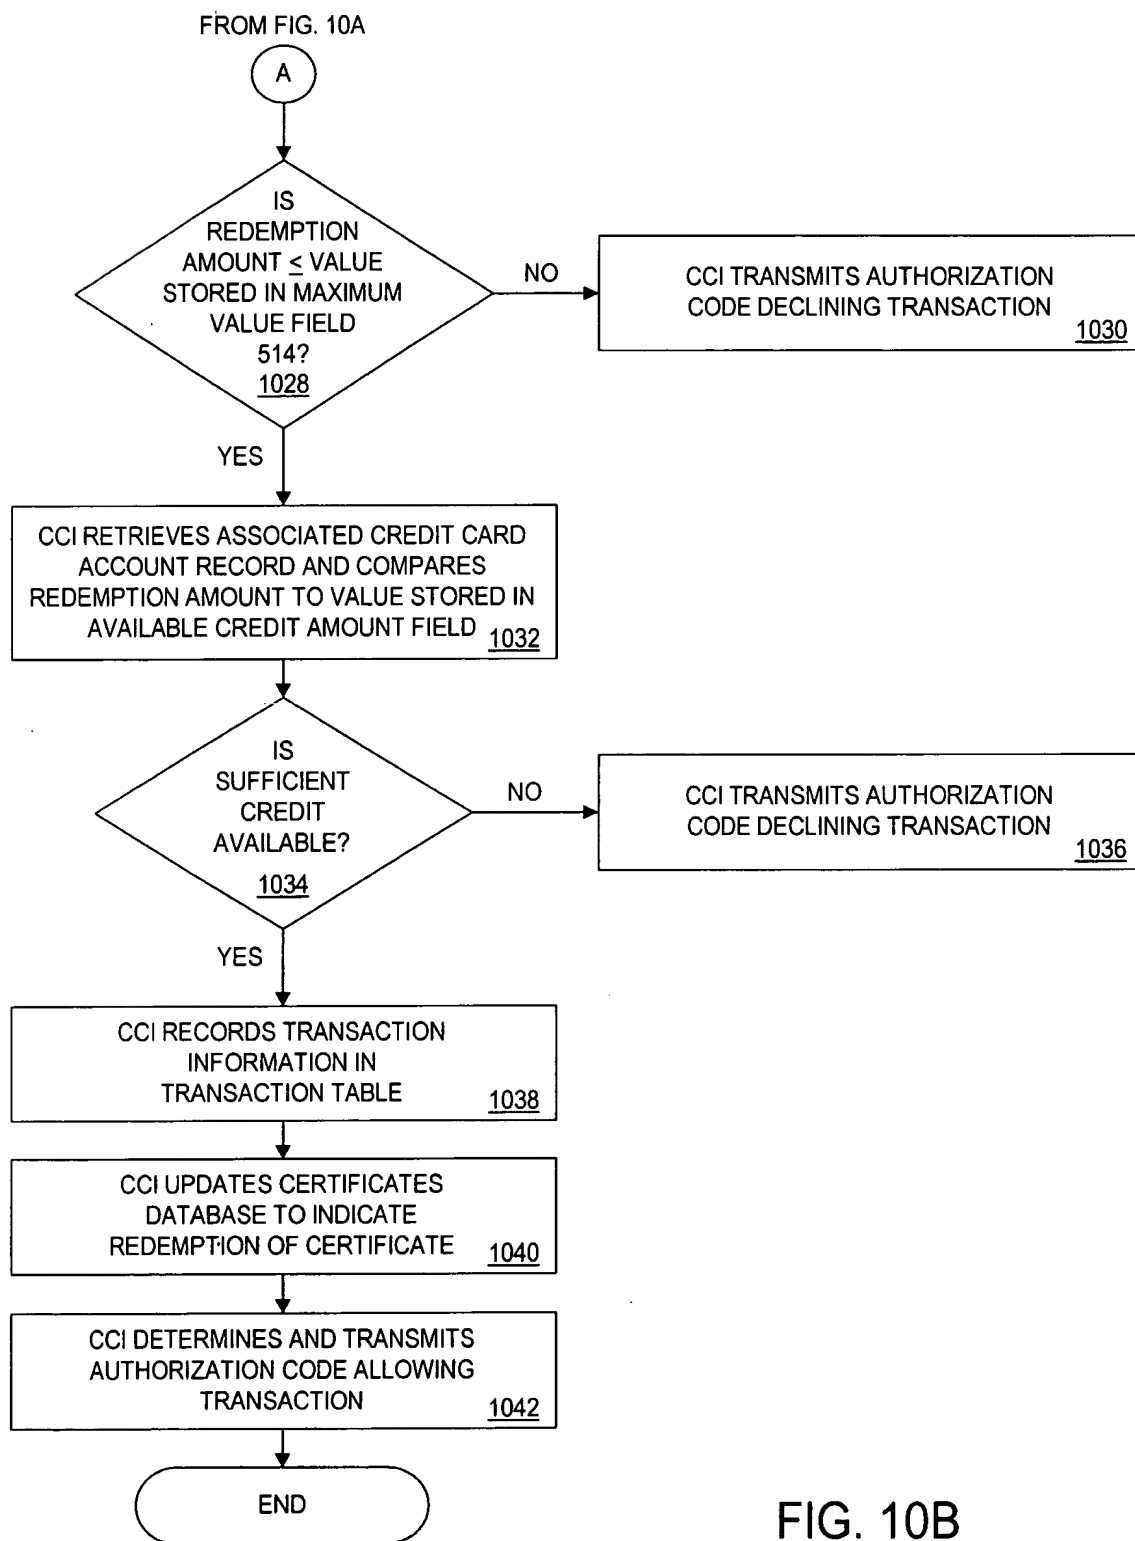 FROM FIG. 10A
A
IS
REDEMPTION
AMOUNT ≤ VALUE
STORED IN MAXIMUM
VALUE FIELD
514?
1028
NO
CCI TRANSMITS AUTHORIZATION
CODE DECLINING TRANSACTION
1030
YES
CCI RETRIEVES ASSOCIATED CREDIT CARD
ACCOUNT RECORD AND COMPARES
REDEMPTION AMOUNT TO VALUE STORED IN
AVAILABLE CREDIT AMOUNT FIELD 1032
IS
SUFFICIENT
CREDIT
AVAILABLE?
1034
NO
CCI TRANSMITS AUTHORIZATION
CODE DECLINING TRANSACTION
1036
YES
CCI RECORDS TRANSACTION
INFORMATION IN
TRANSACTION TABLE 1038
CCI UPDATES CERTIFICATES
DATABASE TO INDICATE
REDEMPTION OF CERTIFICATE 1040
CCI DETERMINES AND TRANSMITS
AUTHORIZATION CODE ALLOWING
TRANSACTION 1042
END
FIG. 10B